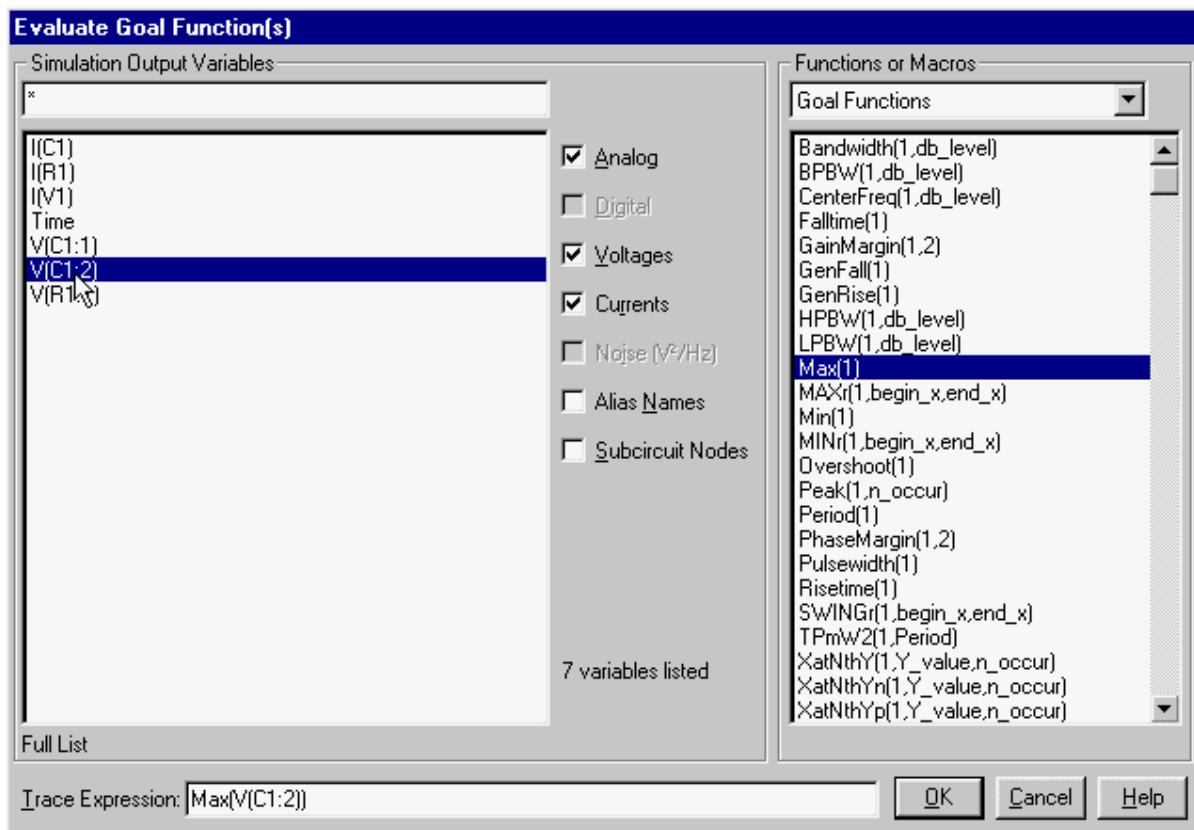 Evaluate Goal Function(s)
Simulation Output Variables
*
I(C1)
I(R1)
I(V1)
Time
V(C1:1)
V(C1:2)
V(R1
Analog
Digital
Voltages
Currents
Noise (V²/Hz)
Alias Names
Subcircuit Nodes
7 variables listed
Full List
Functions or Macros
Goal Functions
Bandwidth(1,db_level)
BPBW(1,db_level)
CenterFreq(1,db_level)
Falltime(1)
GainMargin(1,2)
GenFall(1)
GenRise(1)
HPBW(1,db_level)
LPBW(1,db_level)
Max(1)
MAXr(1,begin_x,end_x)
Min(1)
MINr(1,begin_x,end_x)
Overshoot(1)
Peak(1,n_occur)
Period(1)
PhaseMargin(1,2)
Pulsewidth(1)
Risetime(1)
SWINGr(1,begin_x,end_x)
TPmW2(1,Period)
XatNthY(1,Y_value,n_occur)
XatNthYn(1,Y_value,n_occur)
XatNthYp(1,Y_value,n_occur)
Trace Expression: Max(V(C1:2))
OK Cancel Help